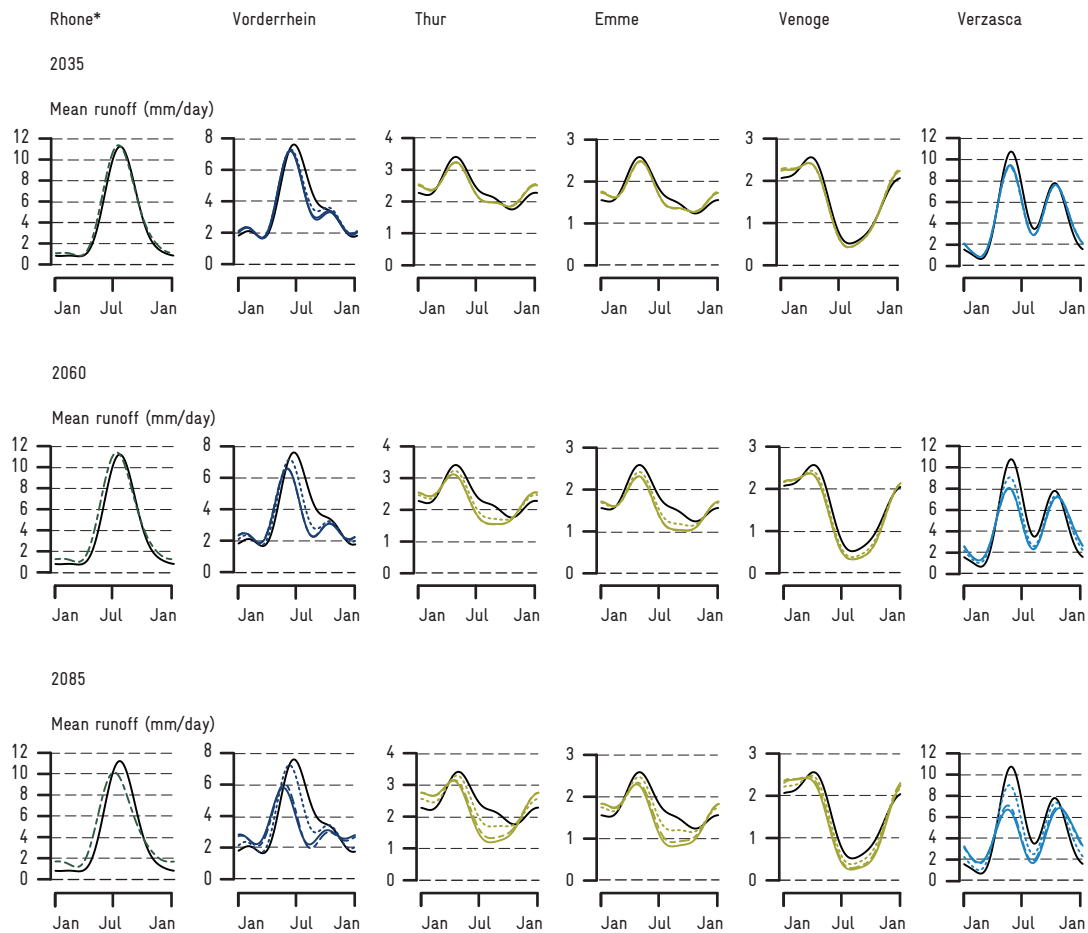 Rhone* Vorderrhein Thur Emme Venoge Verzasca
2035
Mean runoff (mm/day)
12 8 4 3 3 12
10 10
8 6 3 8
6 4 2 2 2 6
4 1 1 1 4
2 2 2
0 0 0 0 0 0
Jan Jul Jan Jan Jul Jan Jan Jul Jan Jan Jul Jan Jan Jul Jan Jan Jul Jan
2060
Mean runoff (mm/day)
12 8 4 3 3 12
10 10
8 6 3 8
6 4 2 2 2 6
4 1 1 1 4
2 2 2
0 0 0 0 0 0
Jan Jul Jan Jan Jul Jan Jan Jul Jan Jan Jul Jan Jan Jul Jan Jan Jul Jan
2085
Mean runoff (mm/day)
12 8 4 3 3 12
10 10
8 6 3 8
6 4 2 2 2 6
4 1 1 1 4
2 2 2
0 0 0 0 0 0
Jan Jul Jan Jan Jul Jan Jan Jul Jan Jan Jul Jan Jan Jul Jan Jan Jul Jan